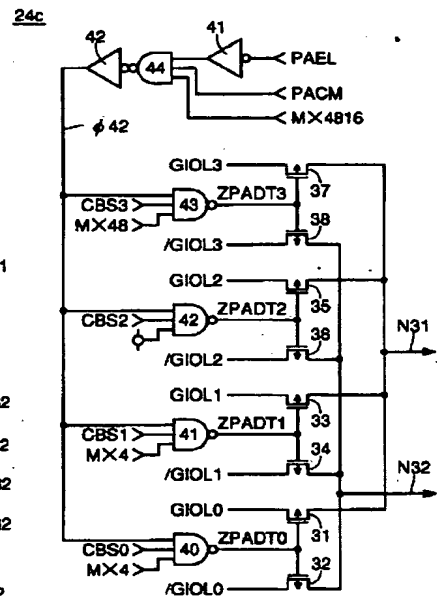 24c
42
41
44
PAEL
PACM
MX4816
φ42
GIOL3
37
CBS3
43
ZPADT3
MX48
38
/GIOL3
GIOL2
35
CBS2
42
ZPADT2
38
/GIOL2
N31
GIOL1
33
CBS1
41
ZPADT1
MX4
34
/GIOL1
N32
GIOL0
31
CBS0
40
ZPADT0
MX4
32
/GIOL0